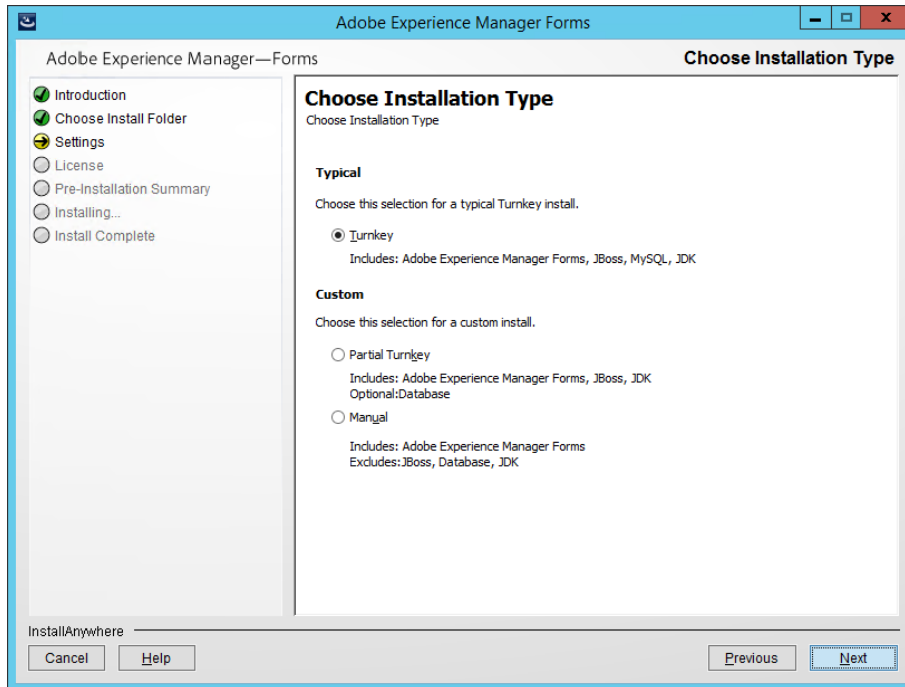 Adobe Experience Manager Forms
Adobe Experience Manager—Forms
Choose Installation Type
Introduction
Choose Install Folder
Settings
License
Pre-Installation Summary
Installing...
Install Complete
Choose Installation Type
Choose Installation Type
Typical
Choose this selection for a typical Turnkey install.
Turnkey
Includes: Adobe Experience Manager Forms, JBoss, MySQL, JDK
Custom
Choose this selection for a custom install.
Partial Turnkey
Includes: Adobe Experience Manager Forms, JBoss, JDK
Optional:Database
Manual
Includes: Adobe Experience Manager Forms
Excludes:JBoss, Database, JDK
InstallAnywhere
Cancel
Help
Previous
Next